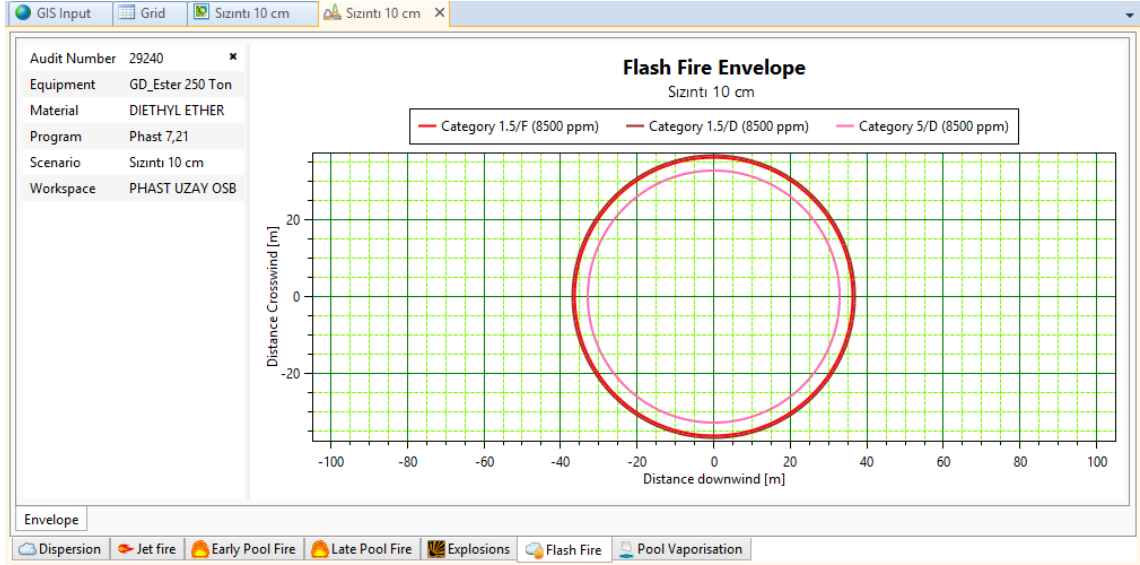 GIS Input Grid Sızıntı 10 cm Sızıntı 10 cm
Audit Number 29240
Equipment GD_Ester 250 Ton
Material DIETHYL ETHER
Program Phast 7,21
Scenario Sızıntı 10 cm
Workspace PHAST UZAY OSB
Flash Fire Envelope
Sızıntı 10 cm
Category 1.5/F (8500 ppm) Category 1.5/D (8500 ppm) Category 5/D (8500 ppm)
Distance Crosswind [m]
20
0
-20
-100 -80 -60 -40 -20 0 20 40 60 80 100
Distance downwind [m]
Envelope
Dispersion Jet fire Early Pool Fire Late Pool Fire Explosions Flash Fire Pool Vaporisation